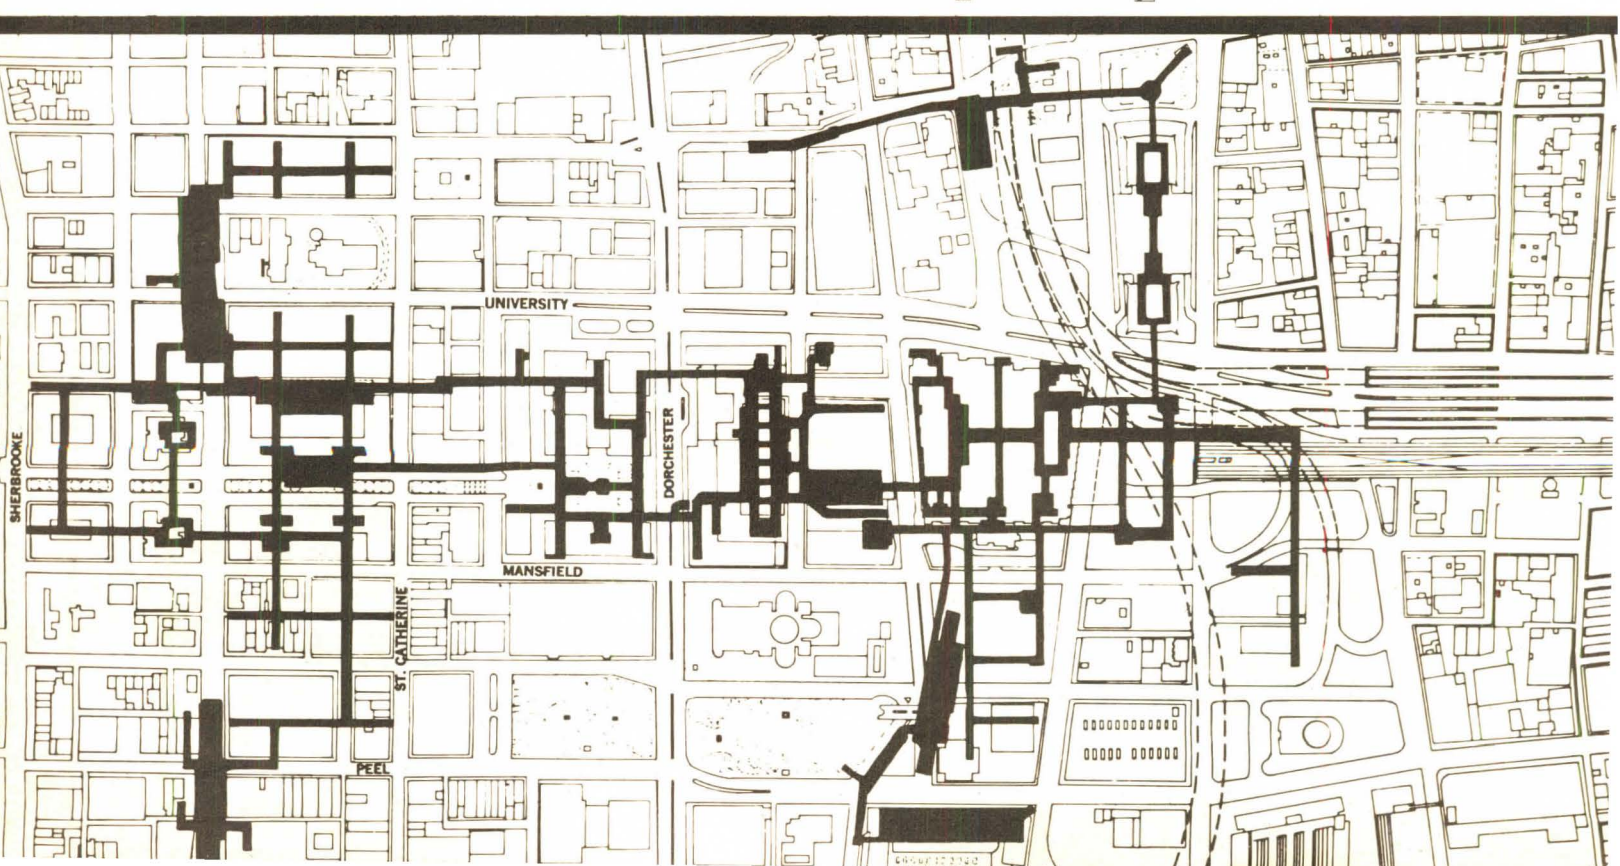 UNIVERSITY
DORCHESTER
SHERBROOKE
MANSFIELD
ST. CATHERINE
PEEL